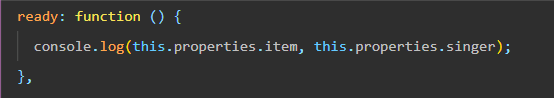 ready: function () {
console.log(this.properties.item, this.properties.singer);
},